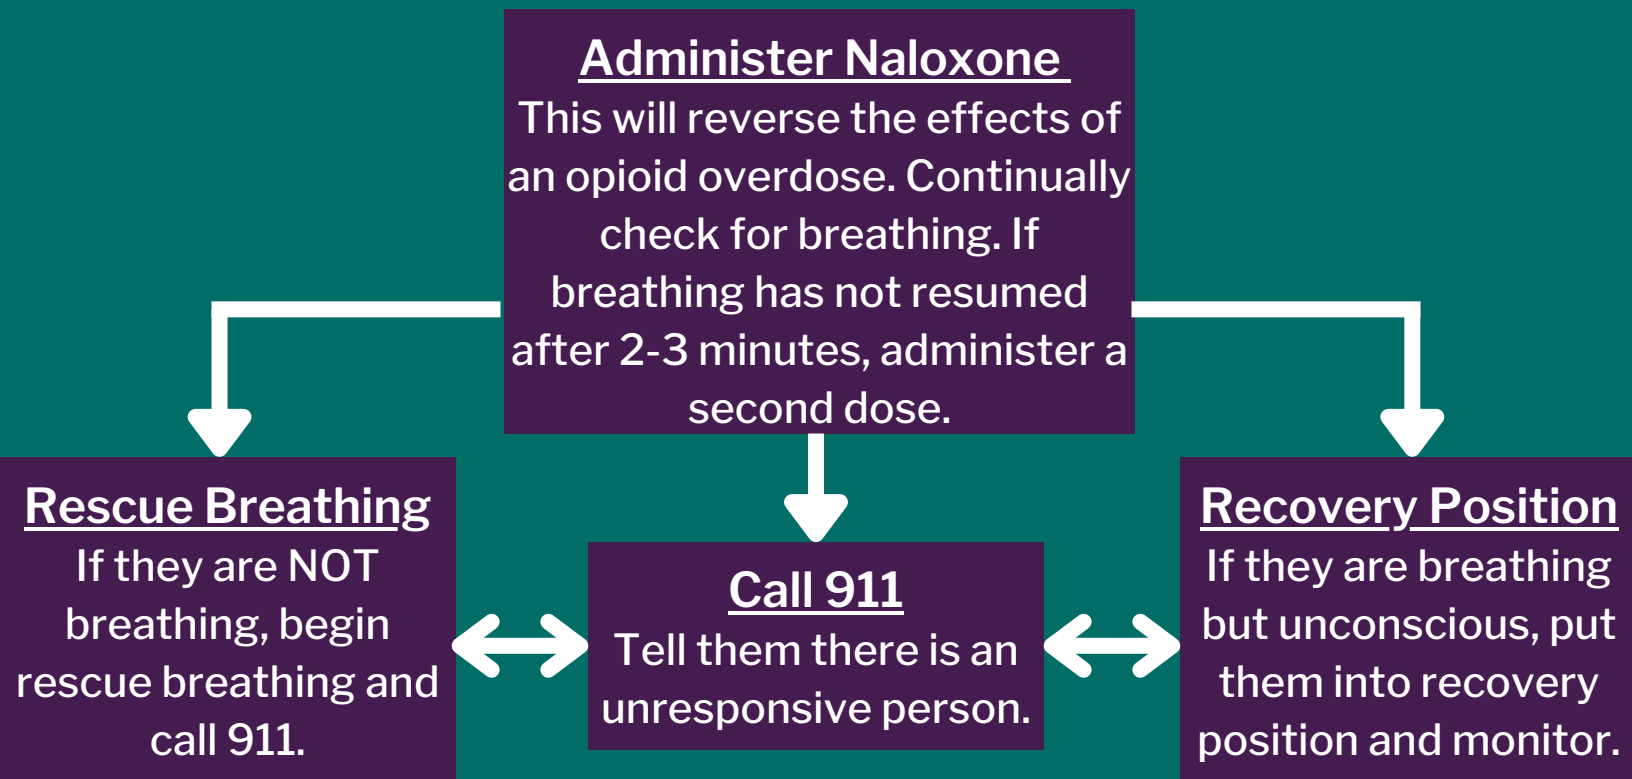 Administer Naloxone
This will reverse the effects of
an opioid overdose. Continually
check for breathing. If
breathing has not resumed
after 2-3 minutes, administer a
second dose.
Rescue Breathing
If they are NOT
breathing, begin
rescue breathing and
call 911.
Call 911
Tell them there is an
unresponsive person.
Recovery Position
If they are breathing
but unconscious, put
them into recovery
position and monitor.